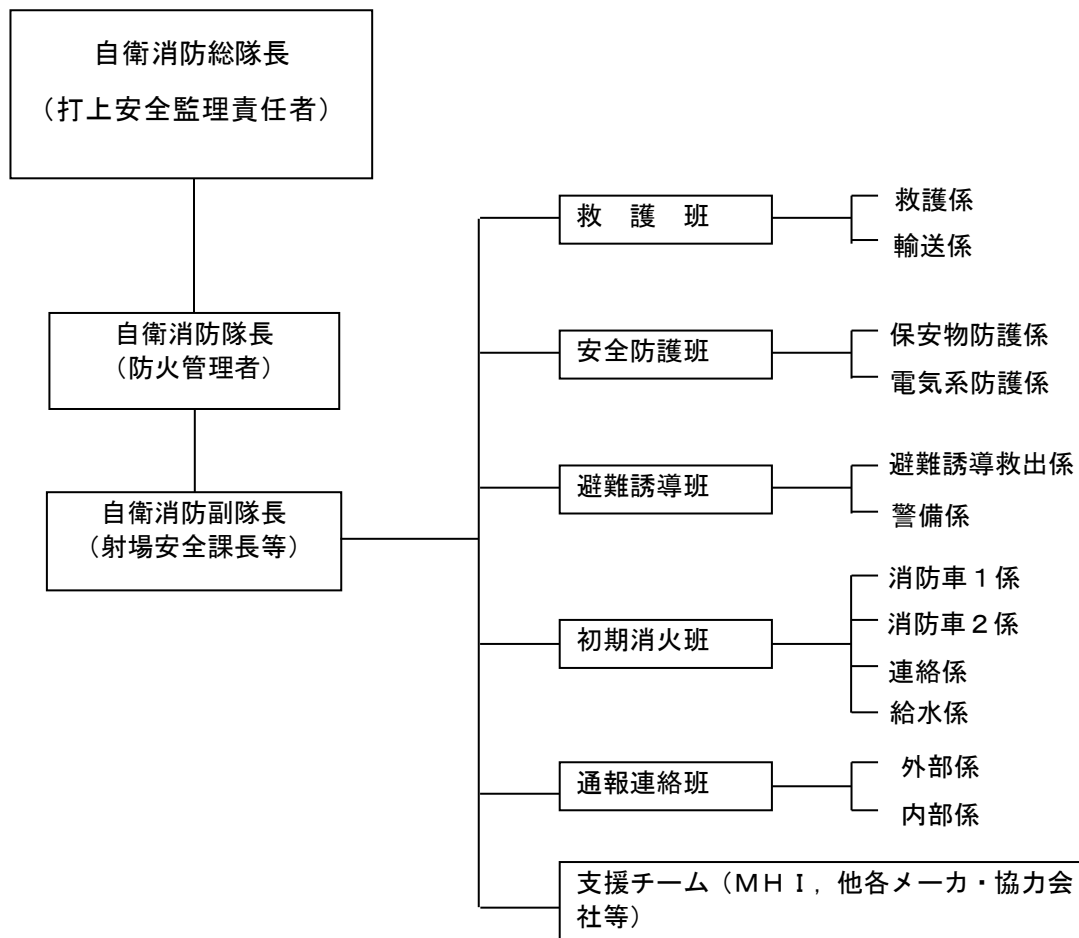 自衛消防総隊長
（打上安全監理責任者）
自衛消防隊長
（防火管理者）
自衛消防副隊長
（射場安全課長等）
救　護　班
救護係
輸送係
安全防護班
保安物防護係
電気系防護係
避難誘導班
避難誘導救出係
警備係
初期消火班
消防車１係
消防車２係
連絡係
給水係
通報連絡班
外部係
内部係
支援チーム（ＭＨＩ，他各メーカ・協力会
社等）